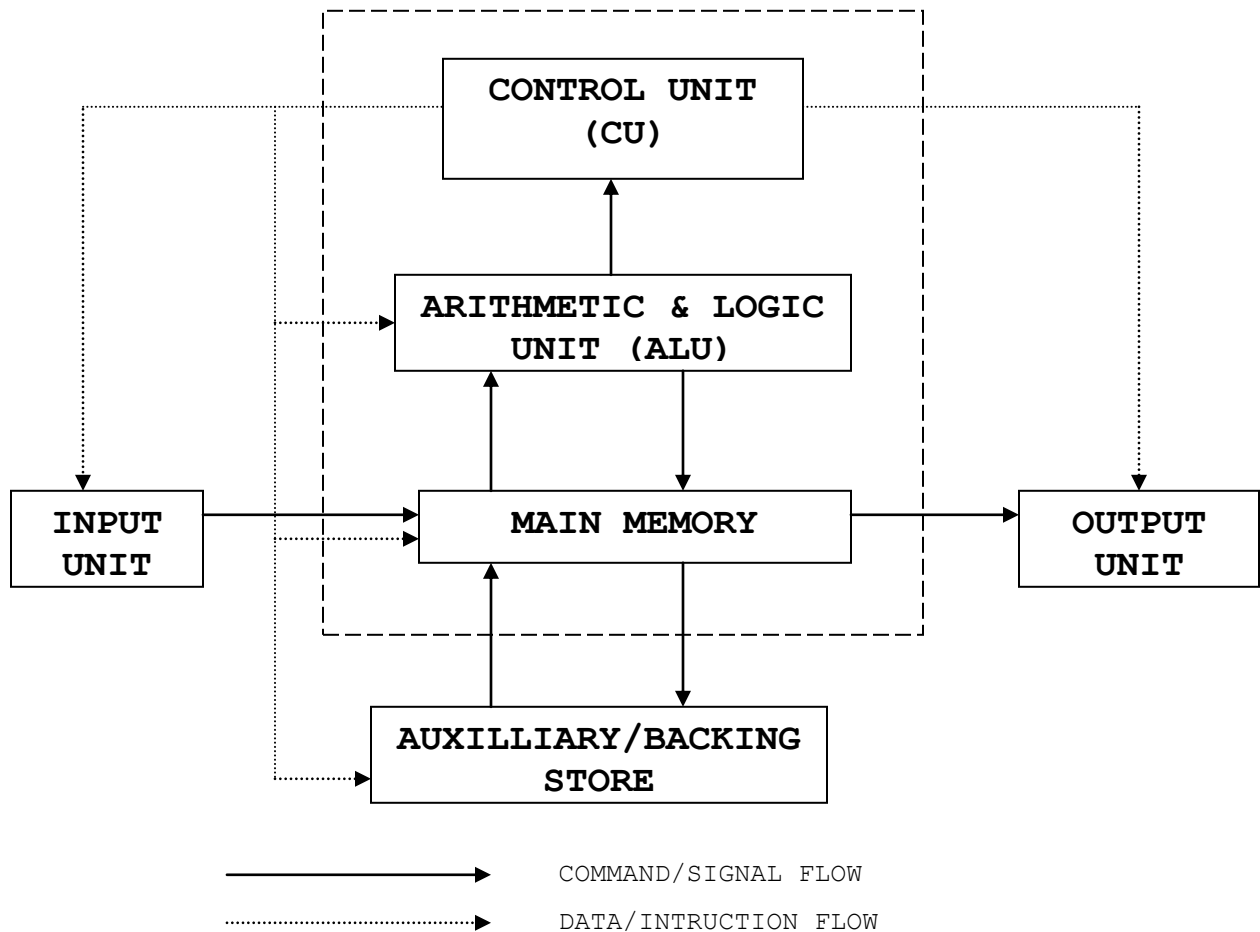 CONTROL UNIT
(CU)
ARITHMETIC & LOGIC
UNIT (ALU)
INPUT
UNIT
MAIN MEMORY
OUTPUT
UNIT
AUXILLIARY/BACKING
STORE
COMMAND/SIGNAL FLOW
DATA/INTRUCTION FLOW